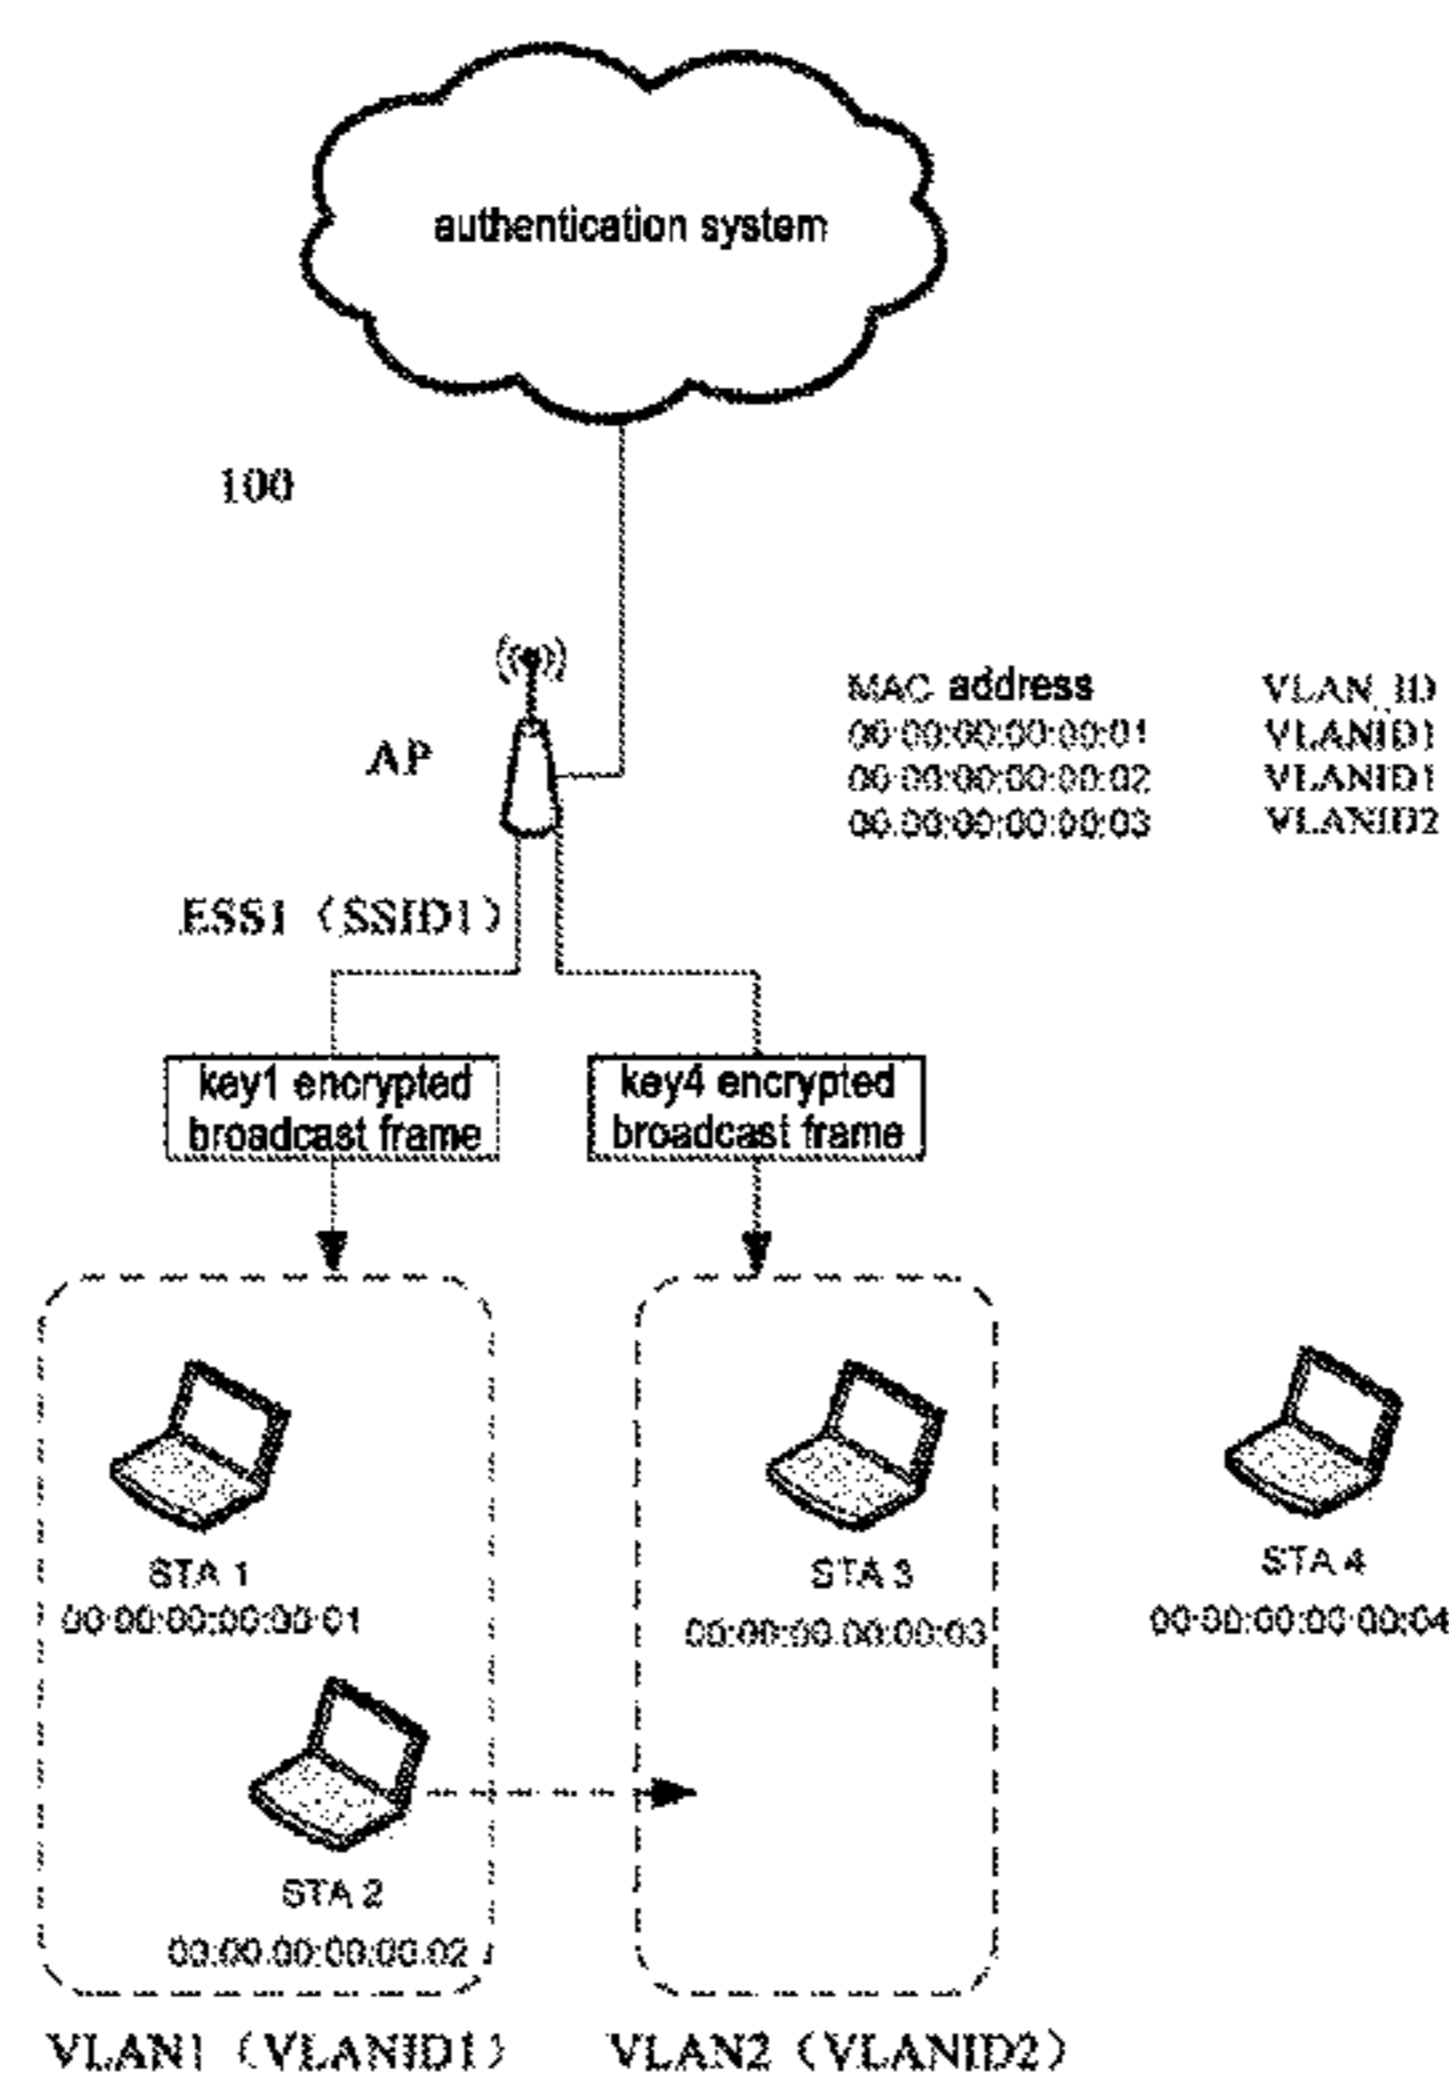 authentication system
100
MAC address VLAN_ID
00:00:00:00:00:01 VLANID1
AP
00:00:00:00:00:02 VLANID1
00:00:00:00:00:03 VLANID2
ESS1 (SSID1)
key1 encrypted
broadcast frame
key4 encrypted
broadcast frame
STA 1
00:00:00:00:00:01
STA 3
00:00:00:00:00:03
STA 4
00:00:00:00:00:04
STA 2
00:00:00:00:00:02
VLAN1 (VLANID1)
VLAN2 (VLANID2)